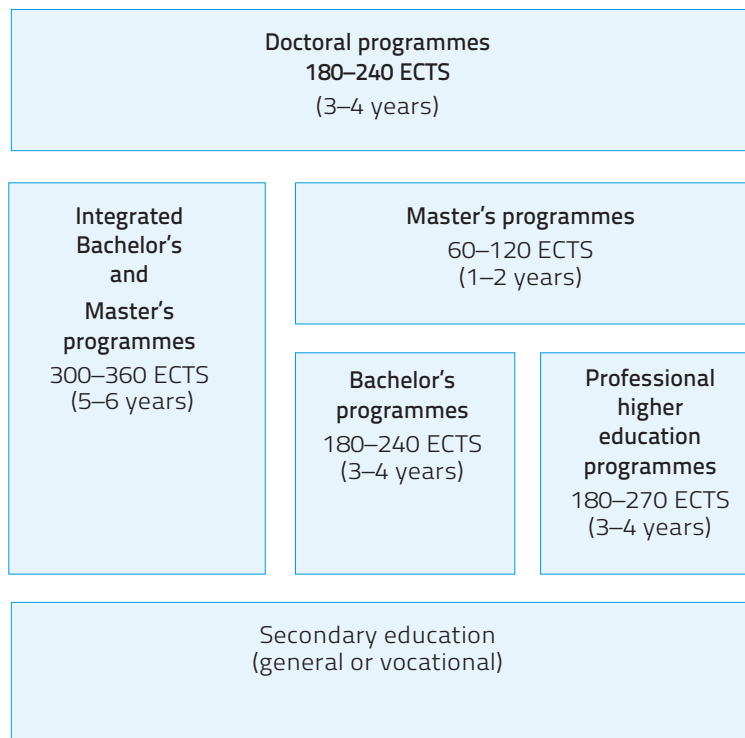 Doctoral programmes
180–240 ECTS
(3–4 years)
Integrated
Bachelor's
and
Master's
programmes
300–360 ECTS
(5–6 years)
Master's programmes
60–120 ECTS
(1–2 years)
Bachelor's
programmes
180–240 ECTS
(3–4 years)
Professional
higher
education
programmes
180–270 ECTS
(3–4 years)
Secondary education
(general or vocational)